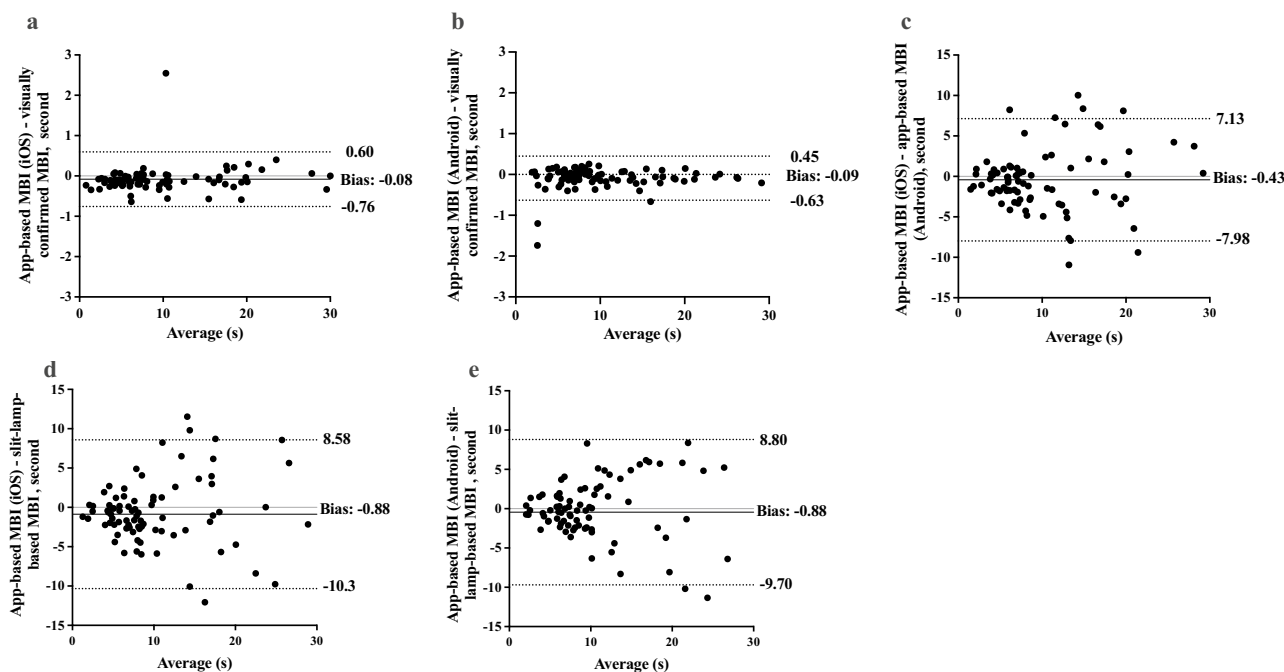 a
App-based MBI (iOS) - visually
confirmed MBI, second
3
2
1
0
-1
-2
-3
0.60
Bias: -0.08
-0.76
0
10
20
30
Average (s)
b
App-based MBI (Android) - visually
confirmed MBI, second
3
2
1
0
-1
-2
-3
0.45
Bias: -0.09
-0.63
0
10
20
30
Average (s)
c
App-based MBI (iOS) - app-based MBI
(Android), second
15
10
5
0
-5
-10
-15
7.13
Bias: -0.43
-7.98
0
10
20
30
Average (s)
d
App-based MBI (iOS) - slit-lamp-
based MBI , second
15
10
5
0
-5
-10
-15
8.58
Bias: -0.88
-10.3
0
10
20
30
Average (s)
e
App-based MBI (Android) - slit-
lamp-based MBI, second
15
10
5
0
-5
-10
-15
8.80
Bias: -0.88
-9.70
0
10
20
30
Average (s)